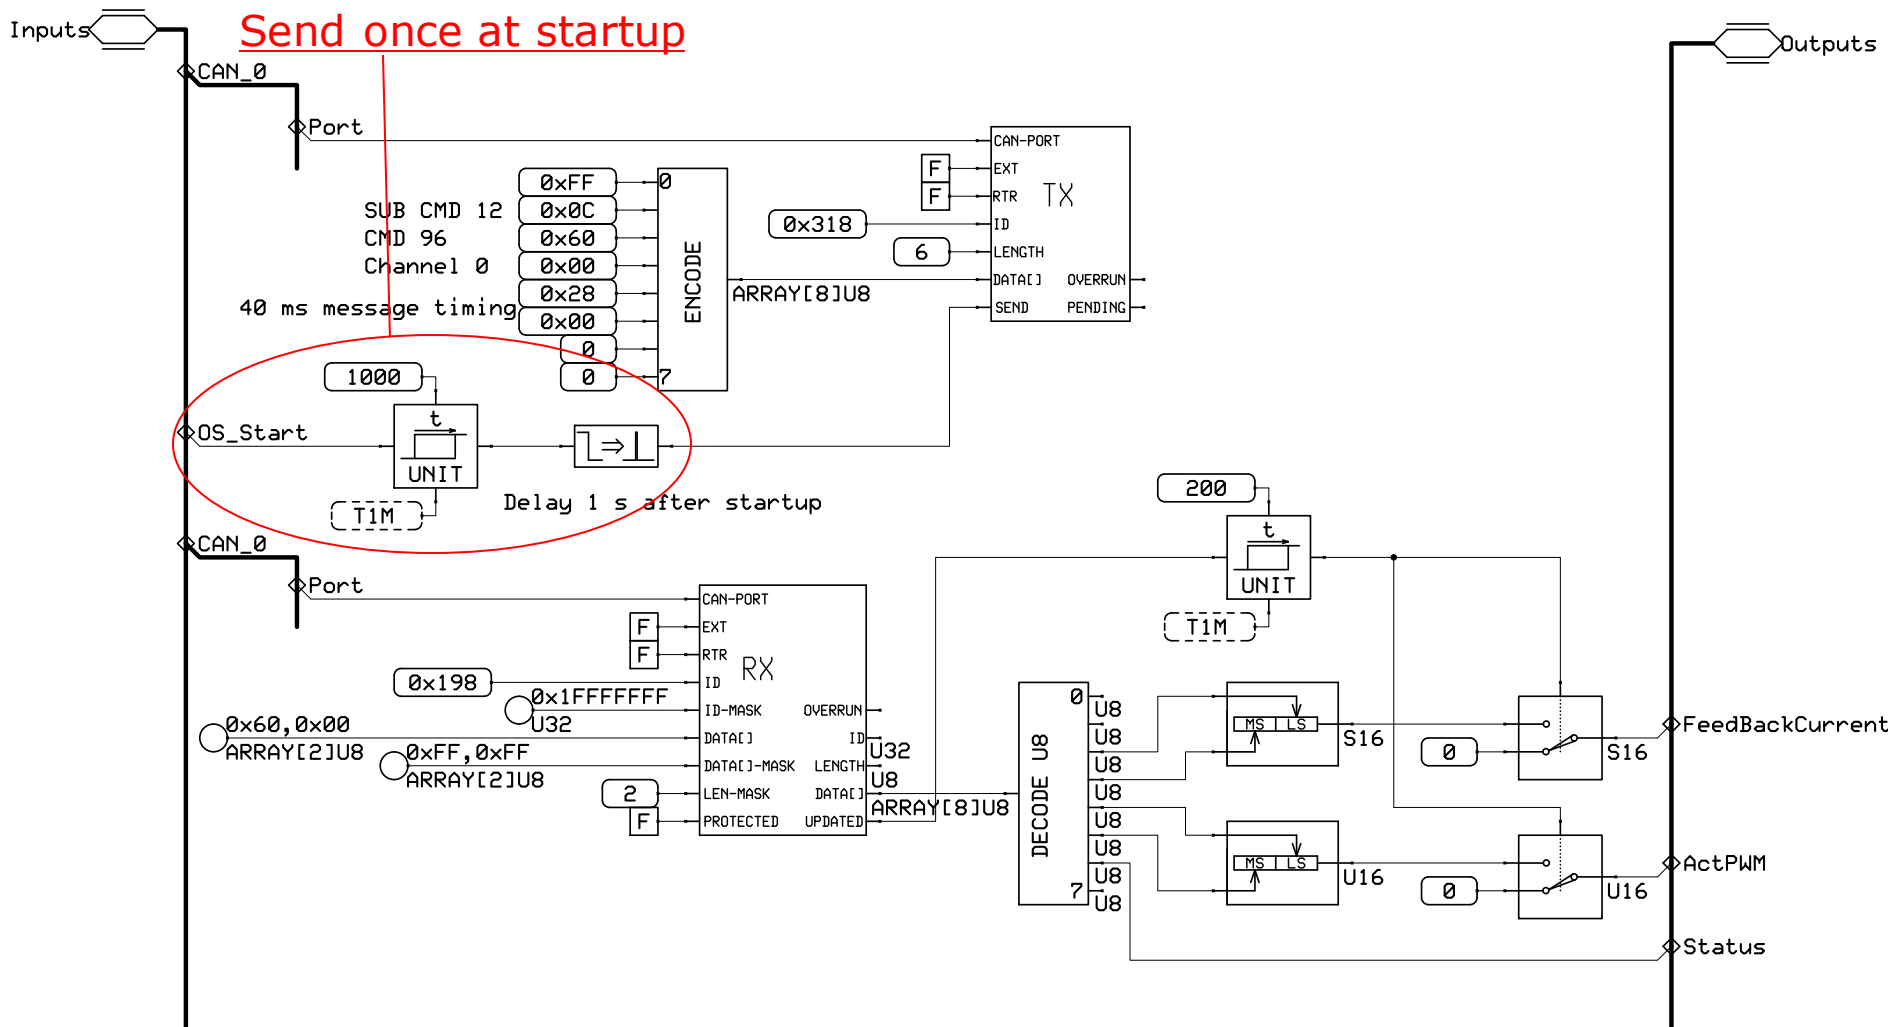 Send once at startup
Inputs
Outputs
CAN_0
Port
CAN-PORT
EXT
RTR
ID
LENGTH
DATA[]
SEND
TX
OVERRUN
PENDING
F
F
0x318
6
SUB CMD 12
CMD 96
Channel 0
40 ms message timing
0xFF
0x0C
0x60
0x00
0x28
0x00
0
0
0
7
ENCODE
ARRAY[8]U8
1000
t
UNIT
T1M
OS_Start
Delay 1 s after startup
CAN_0
Port
CAN-PORT
EXT
RTR
ID
ID-MASK
DATA[]
DATA[]-MASK
LEN-MASK
PROTECTED
RX
OVERRUN
ID
LENGTH
DATA[]
UPDATED
F
F
0x198
0x1FFFFFFF
U32
0x60,0x00
ARRAY[2]U8
0xFF,0xFF
ARRAY[2]U8
2
F
U32
U8
ARRAY[8]U8
200
t
UNIT
T1M
DECODE U8
0
7
U8
U8
U8
U8
U8
U8
U8
U8
MS LS
S16
0
S16
FeedBackCurrent
MS LS
U16
0
U16
ActPWM
Status